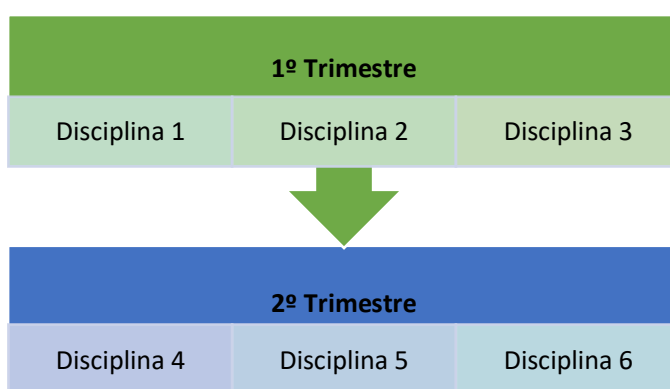 1º Trimestre
Disciplina 1 Disciplina 2 Disciplina 3
2º Trimestre
Disciplina 4 Disciplina 5 Disciplina 6